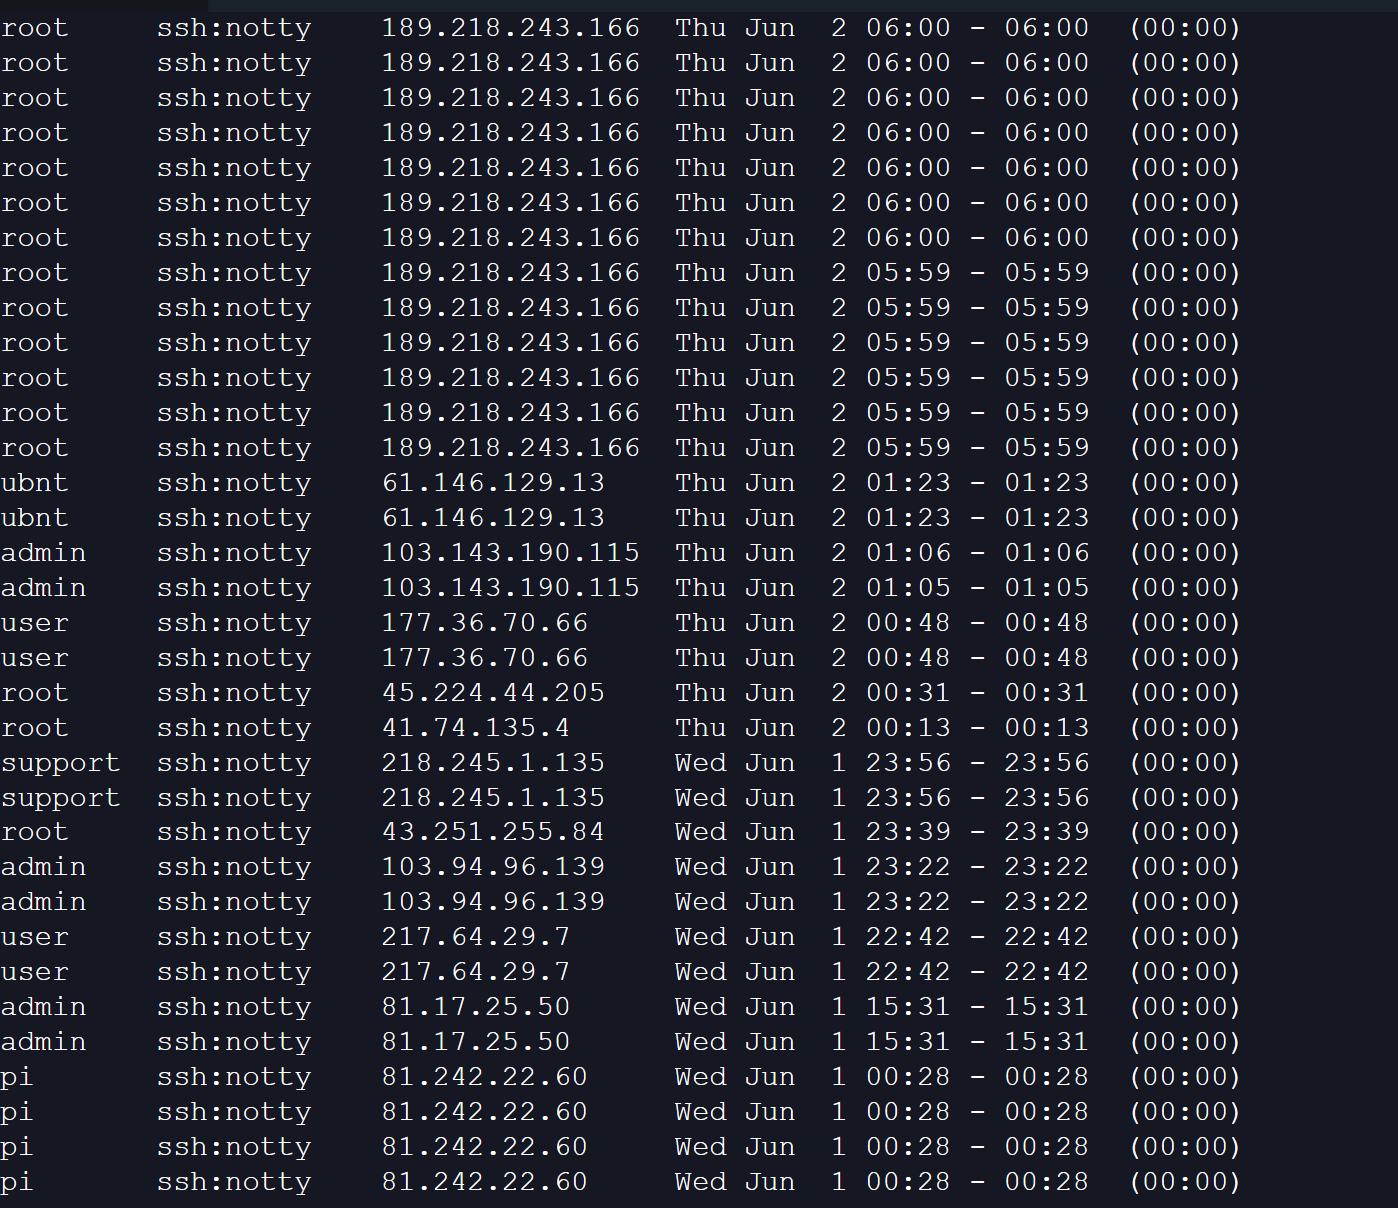 root     ssh:notty    189.218.243.166  Thu Jun  2 06:00 - 06:00  (00:00)
root     ssh:notty    189.218.243.166  Thu Jun  2 06:00 - 06:00  (00:00)
root     ssh:notty    189.218.243.166  Thu Jun  2 06:00 - 06:00  (00:00)
root     ssh:notty    189.218.243.166  Thu Jun  2 06:00 - 06:00  (00:00)
root     ssh:notty    189.218.243.166  Thu Jun  2 06:00 - 06:00  (00:00)
root     ssh:notty    189.218.243.166  Thu Jun  2 06:00 - 06:00  (00:00)
root     ssh:notty    189.218.243.166  Thu Jun  2 06:00 - 06:00  (00:00)
root     ssh:notty    189.218.243.166  Thu Jun  2 05:59 - 05:59  (00:00)
root     ssh:notty    189.218.243.166  Thu Jun  2 05:59 - 05:59  (00:00)
root     ssh:notty    189.218.243.166  Thu Jun  2 05:59 - 05:59  (00:00)
root     ssh:notty    189.218.243.166  Thu Jun  2 05:59 - 05:59  (00:00)
root     ssh:notty    189.218.243.166  Thu Jun  2 05:59 - 05:59  (00:00)
root     ssh:notty    189.218.243.166  Thu Jun  2 05:59 - 05:59  (00:00)
ubnt     ssh:notty    61.146.129.13    Thu Jun  2 01:23 - 01:23  (00:00)
ubnt     ssh:notty    61.146.129.13    Thu Jun  2 01:23 - 01:23  (00:00)
admin    ssh:notty    103.143.190.115  Thu Jun  2 01:06 - 01:06  (00:00)
admin    ssh:notty    103.143.190.115  Thu Jun  2 01:05 - 01:05  (00:00)
user     ssh:notty    177.36.70.66     Thu Jun  2 00:48 - 00:48  (00:00)
user     ssh:notty    177.36.70.66     Thu Jun  2 00:48 - 00:48  (00:00)
root     ssh:notty    45.224.44.205    Thu Jun  2 00:31 - 00:31  (00:00)
root     ssh:notty    41.74.135.4      Thu Jun  2 00:13 - 00:13  (00:00)
support  ssh:notty    218.245.1.135    Wed Jun  1 23:56 - 23:56  (00:00)
support  ssh:notty    218.245.1.135    Wed Jun  1 23:56 - 23:56  (00:00)
root     ssh:notty    43.251.255.84    Wed Jun  1 23:39 - 23:39  (00:00)
admin    ssh:notty    103.94.96.139    Wed Jun  1 23:22 - 23:22  (00:00)
admin    ssh:notty    103.94.96.139    Wed Jun  1 23:22 - 23:22  (00:00)
user     ssh:notty    217.64.29.7      Wed Jun  1 22:42 - 22:42  (00:00)
user     ssh:notty    217.64.29.7      Wed Jun  1 22:42 - 22:42  (00:00)
admin    ssh:notty    81.17.25.50      Wed Jun  1 15:31 - 15:31  (00:00)
admin    ssh:notty    81.17.25.50      Wed Jun  1 15:31 - 15:31  (00:00)
pi       ssh:notty    81.242.22.60     Wed Jun  1 00:28 - 00:28  (00:00)
pi       ssh:notty    81.242.22.60     Wed Jun  1 00:28 - 00:28  (00:00)
pi       ssh:notty    81.242.22.60     Wed Jun  1 00:28 - 00:28  (00:00)
pi       ssh:notty    81.242.22.60     Wed Jun  1 00:28 - 00:28  (00:00)